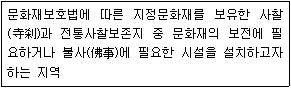 문화재보호법에 따른 지정문화재를 보유한 사찰
(寺刹)과 전통사찰보존지 중 문화재의 보전에 필
요하거나 불사(佛事)에 필요한 시설을 설치하고자
하는 지역